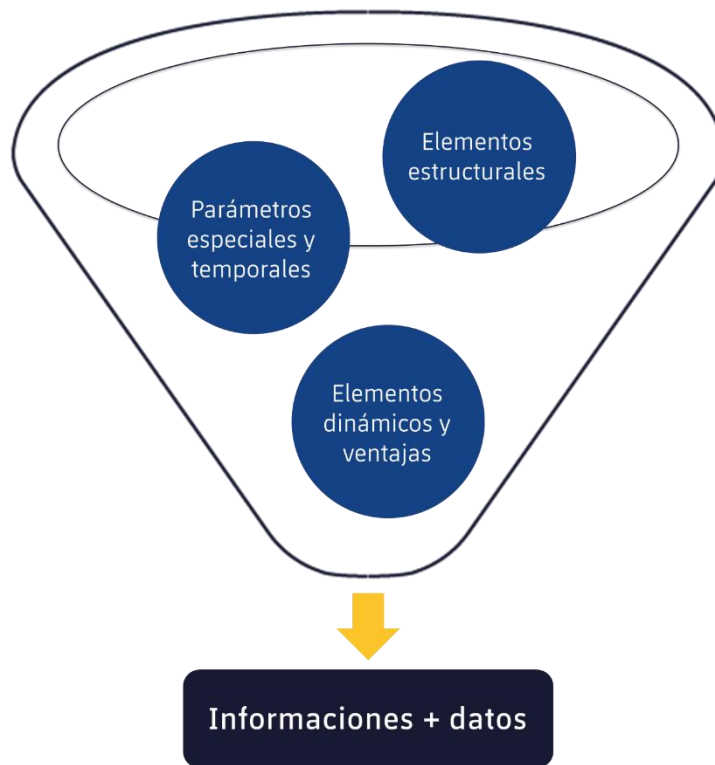 Elementos
estructurales
Parámetros
especiales y
temporales
Elementos
dinámicos y
ventajas
Informaciones + datos